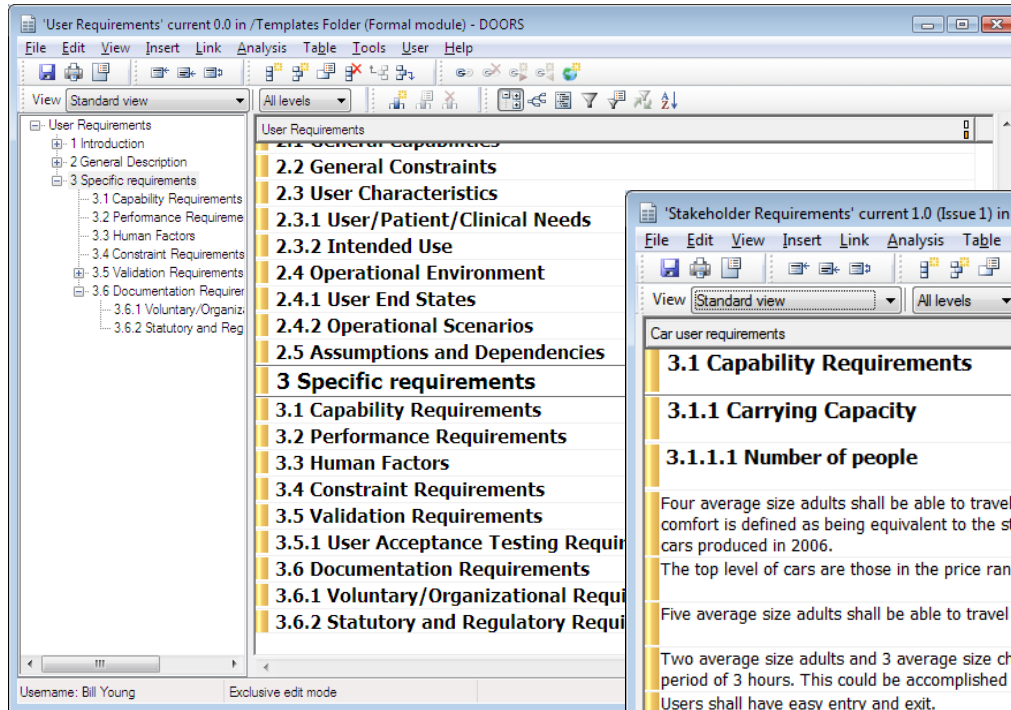 'User Requirements' current 0.0 in /Templates Folder (Formal module) - DOORS
File Edit View Insert Link Analysis Table Tools User Help
View Standard view All levels
User Requirements
1 Introduction
2 General Description
3 Specific requirements
3.1 Capability Requirements
3.2 Performance Requireme
3.3 Human Factors
3.4 Constraint Requirements
3.5 Validation Requirements
3.6 Documentation Requirer
3.6.1 Voluntary/Organiza
3.6.2 Statutory and Reg
User Requirements
2.1 General Capabilities
2.2 General Constraints
2.3 User Characteristics
2.3.1 User/Patient/Clinical Needs
2.3.2 Intended Use
2.4 Operational Environment
2.4.1 User End States
2.4.2 Operational Scenarios
2.5 Assumptions and Dependencies
3 Specific requirements
3.1 Capability Requirements
3.2 Performance Requirements
3.3 Human Factors
3.4 Constraint Requirements
3.5 Validation Requirements
3.5.1 User Acceptance Testing Requir
3.6 Documentation Requirements
3.6.1 Voluntary/Organizational Requi
3.6.2 Statutory and Regulatory Requi
Username: Bill Young Exclusive edit mode
'Stakeholder Requirements' current 1.0 (Issue 1) in
File Edit View Insert Link Analysis Table
View Standard view All levels
Car user requirements
3.1 Capability Requirements
3.1.1 Carrying Capacity
3.1.1.1 Number of people
Four average size adults shall be able to travel
comfort is defined as being equivalent to the st
cars produced in 2006.
The top level of cars are those in the price ran
Five average size adults shall be able to travel
Two average size adults and 3 average size ch
period of 3 hours. This could be accomplished
Users shall have easy entry and exit.